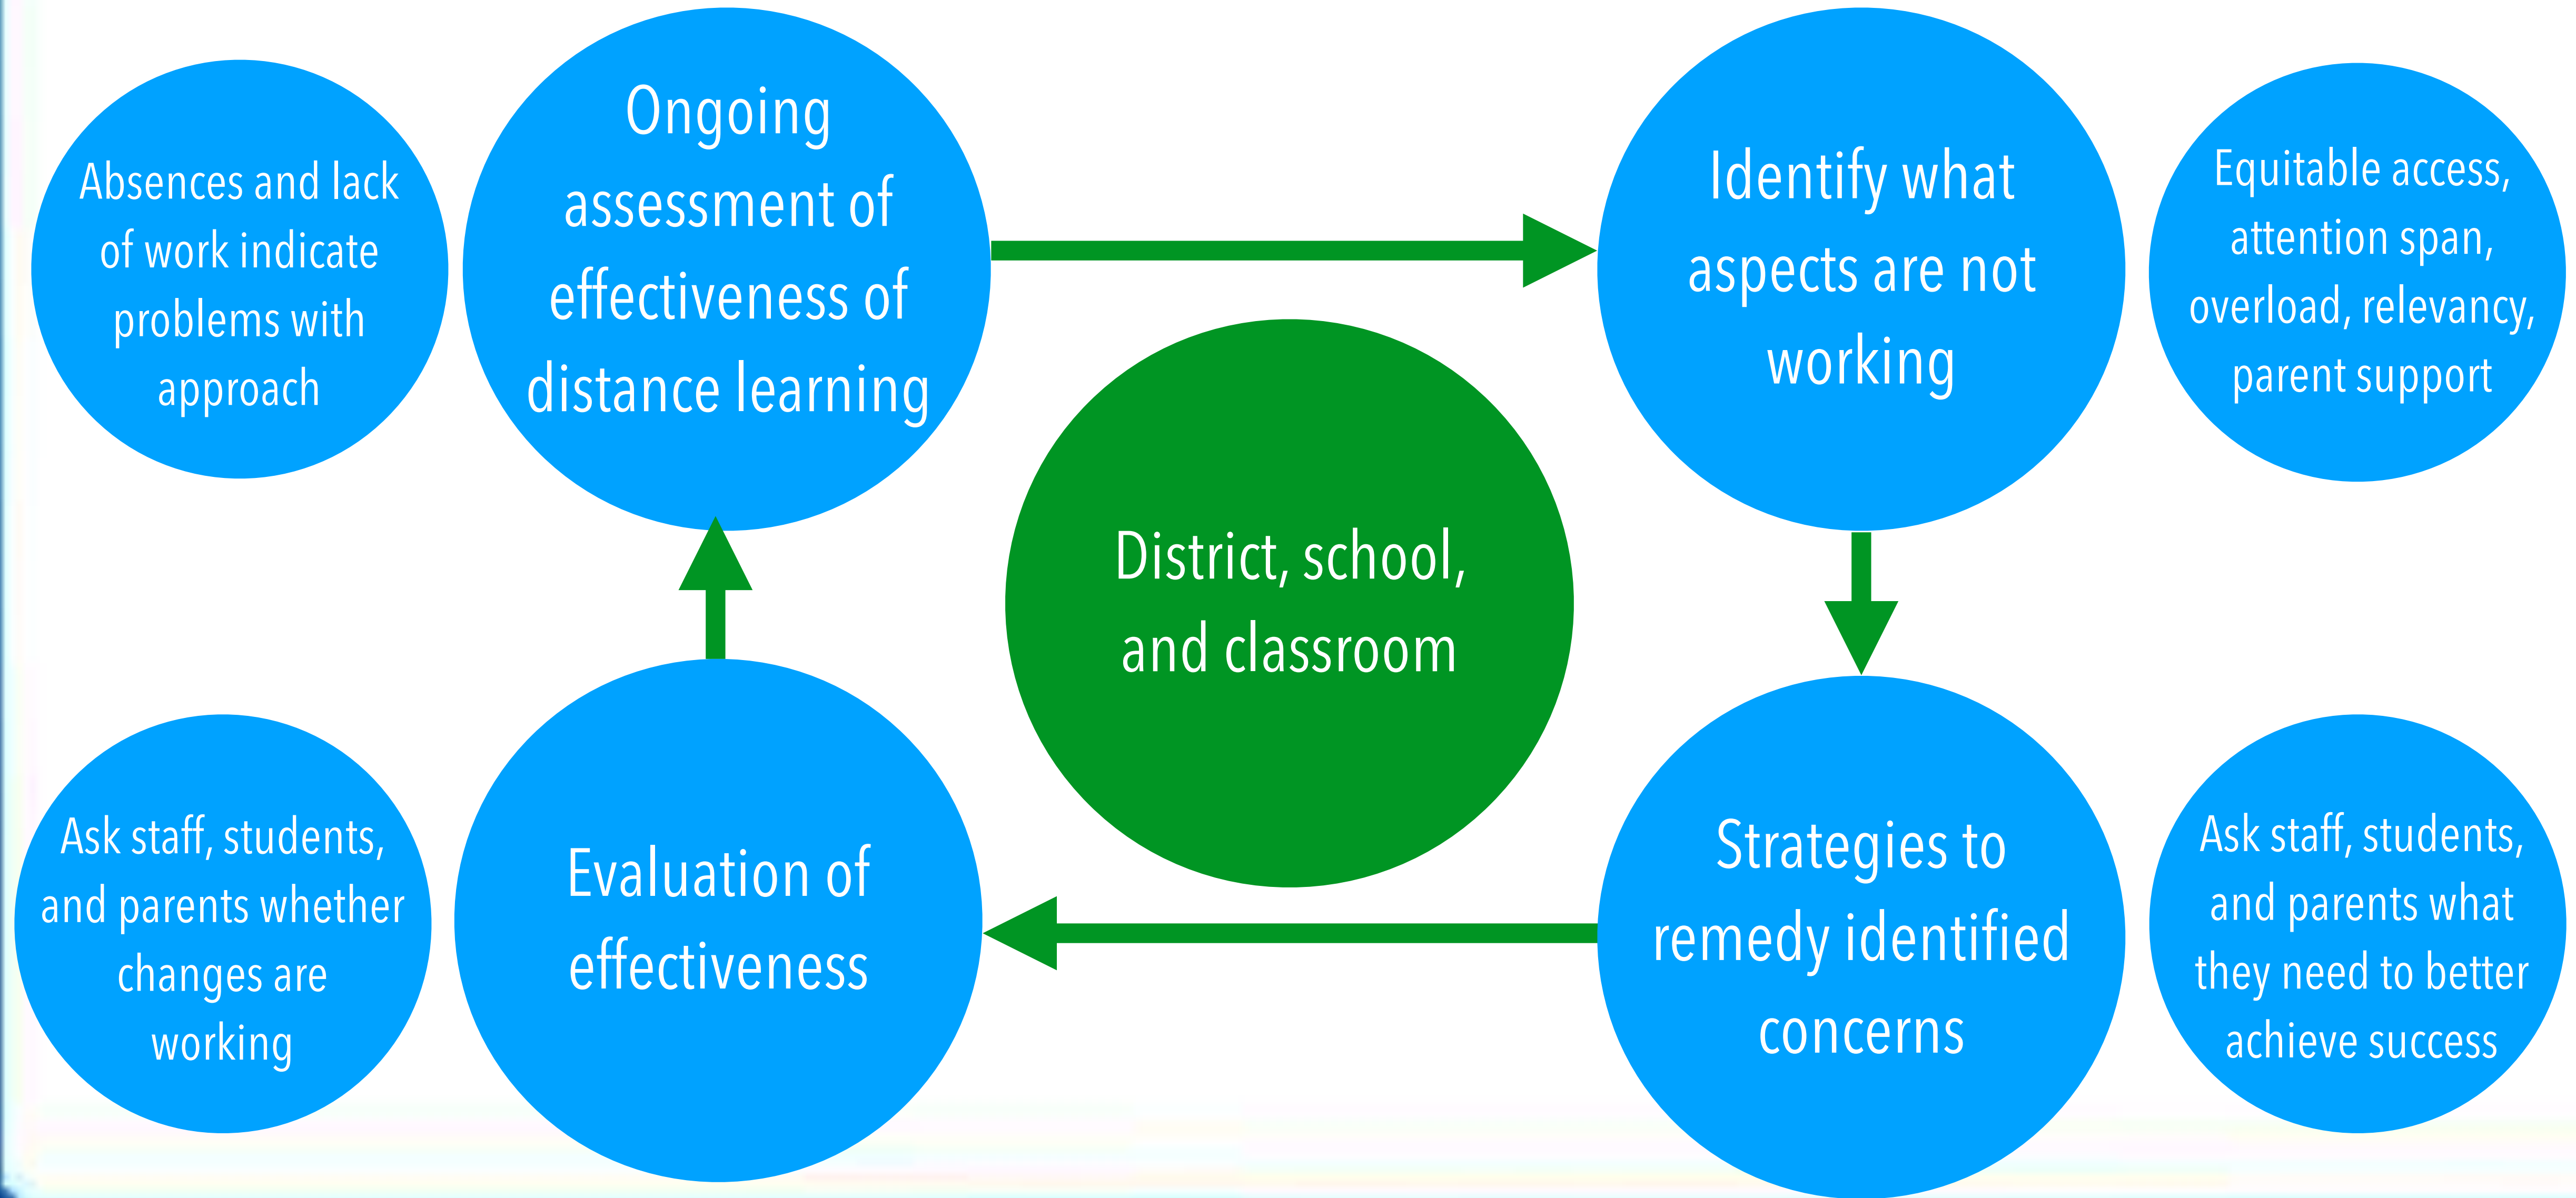 Absences and lack
of work indicate
problems with
approach
Ongoing
assessment of
effectiveness of
distance learning
Identify what
aspects are not
working
Equitable access,
attention span,
overload, relevancy,
parent support
District, school,
and classroom
Ask staff, students,
and parents whether
changes are
working
Evaluation of
effectiveness
Strategies to
remedy identified
concerns
Ask staff, students,
and parents what
they need to better
achieve success